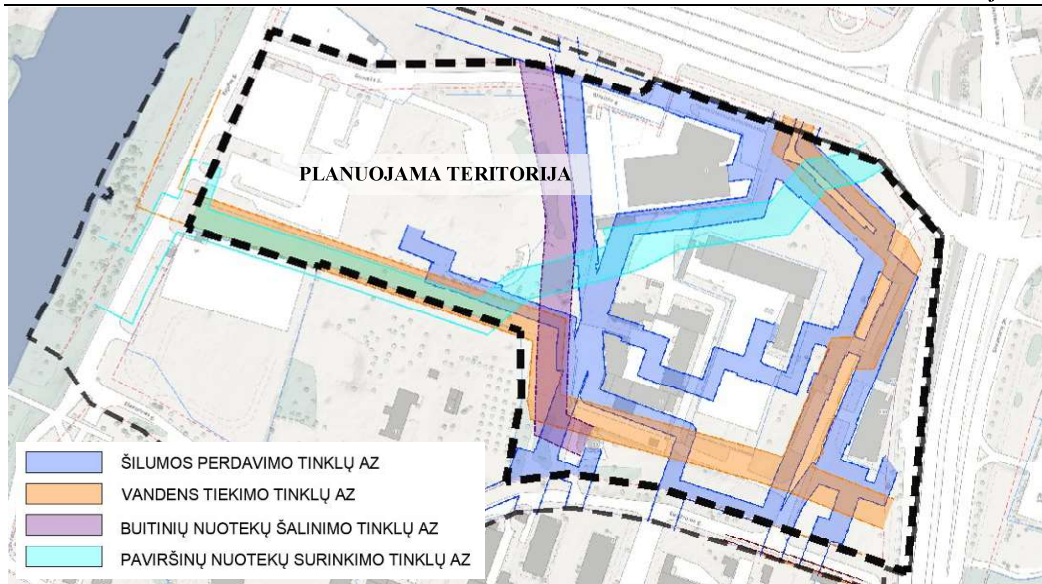 PLANUOJAMA TERITORIJA
ŠILUMOS PERDAVIMO TINKLŲ AZ
VANDENS TIEKIMO TINKLŲ AZ
BUITINIŲ NUOTEKŲ ŠALINIMO TINKLŲ AZ
PAVIRŠINŲ NUOTEKŲ SURINKIMO TINKLŲ AZ